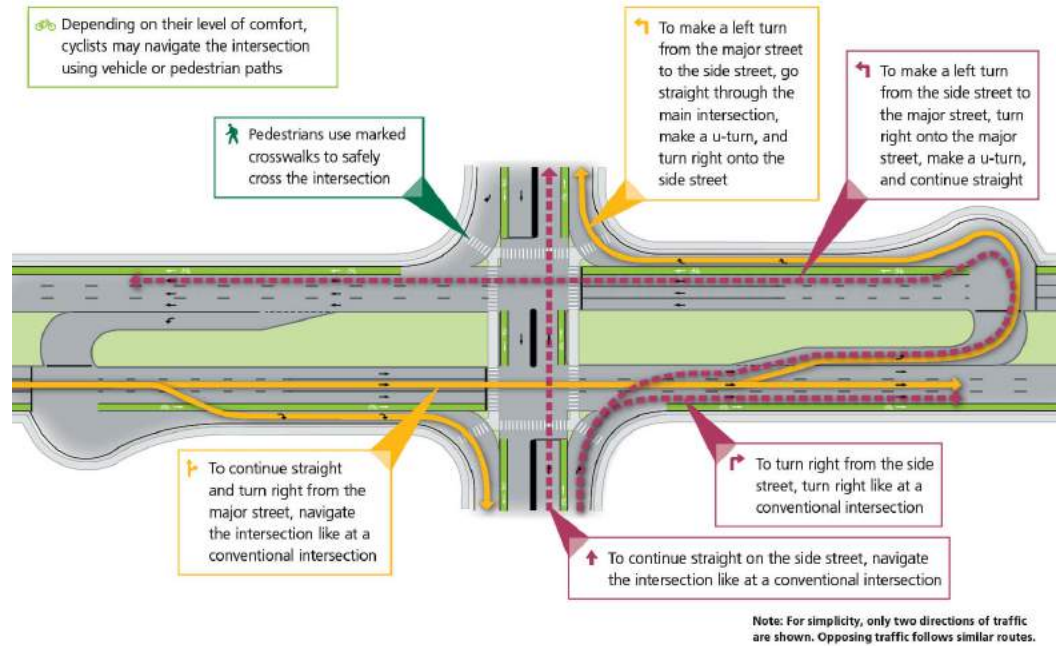 Depending on their level of comfort,
cyclists may navigate the intersection
using vehicle or pedestrian paths
Pedestrians use marked
crosswalks to safely
cross the intersection
To make a left turn
from the major street
to the side street, go
straight through the
main intersection,
make a u-turn, and
turn right onto the
side street
To make a left turn
from the side street to
the major street, turn
right onto the major
street, make a u-turn,
and continue straight
To continue straight
and turn right from the
major street, navigate
the intersection like at a
conventional intersection
To turn right from the side
street, turn right like at a
conventional intersection
To continue straight on the side street, navigate
the intersection like at a conventional intersection
Note: For simplicity, only two directions of traffic
are shown. Opposing traffic follows similar routes.